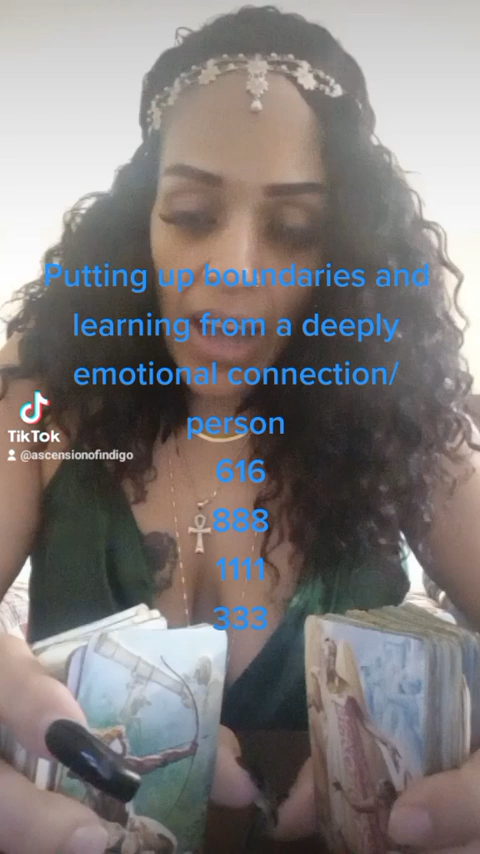 Putting up boundaries and
learning from a deeply
emotional connection/
person
616
888
1111
333
TikTok
@ascensionofindigo